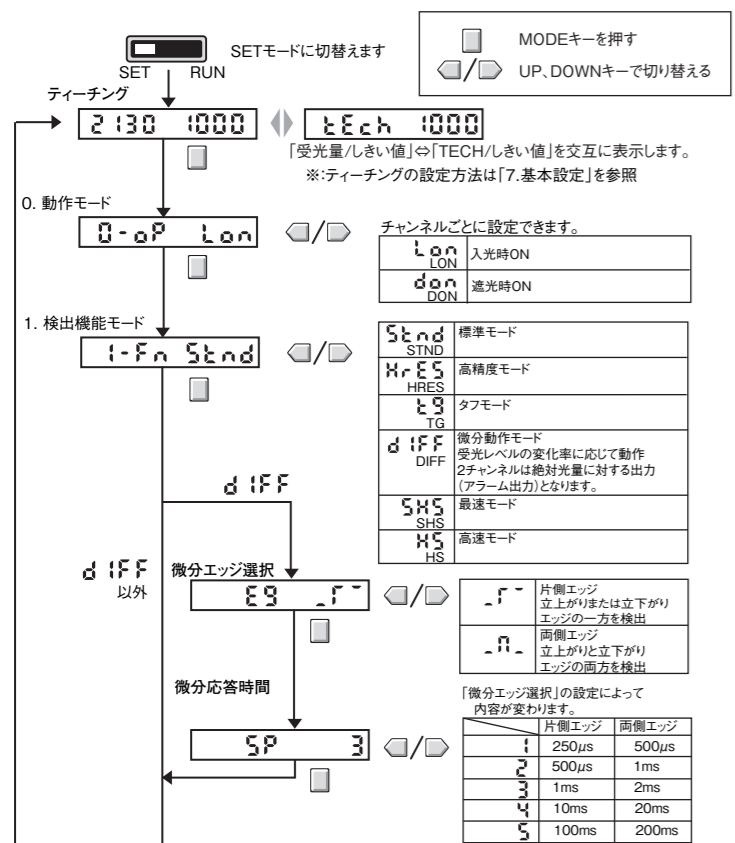 MODEキーを押す
/ UP、DOWNキーで切り替える
SETモードに切替えます
SET RUN
ティーチング
2130 1000 tEch 1000
「受光量/しきい値」⇔「TECH/しきい値」を交互に表示します。
※:ティーチングの設定方法は「7.基本設定」を参照
0. 動作モード
0-oP Lon /
チャンネルごとに設定できます。
Lon LON 入光時ON
don DON 遮光時ON
1. 検出機能モード
1-Fn Stnd /
Stnd STND 標準モード
HrES HRES 高精度モード
tg TG タフモード
dIFF DIFF 微分動作モード
受光レベルの変化率に応じて動作
2チャンネルは絶対光量に対する出力
(アラーム出力)となります。
SHS SHS 最速モード
HS HS 高速モード
dIFF
dIFF
以外
微分エッジ選択
Eg /
片側エッジ
立上がりまたは立下がり
エッジの一方を検出
両側エッジ
立上がりと立下がり
エッジの両方を検出
微分応答時間
SP 3 /
「微分エッジ選択」の設定によって
内容が変わります。
片側エッジ 両側エッジ
1 250μs 500μs
2 500μs 1ms
3 1ms 2ms
4 10ms 20ms
5 100ms 200ms